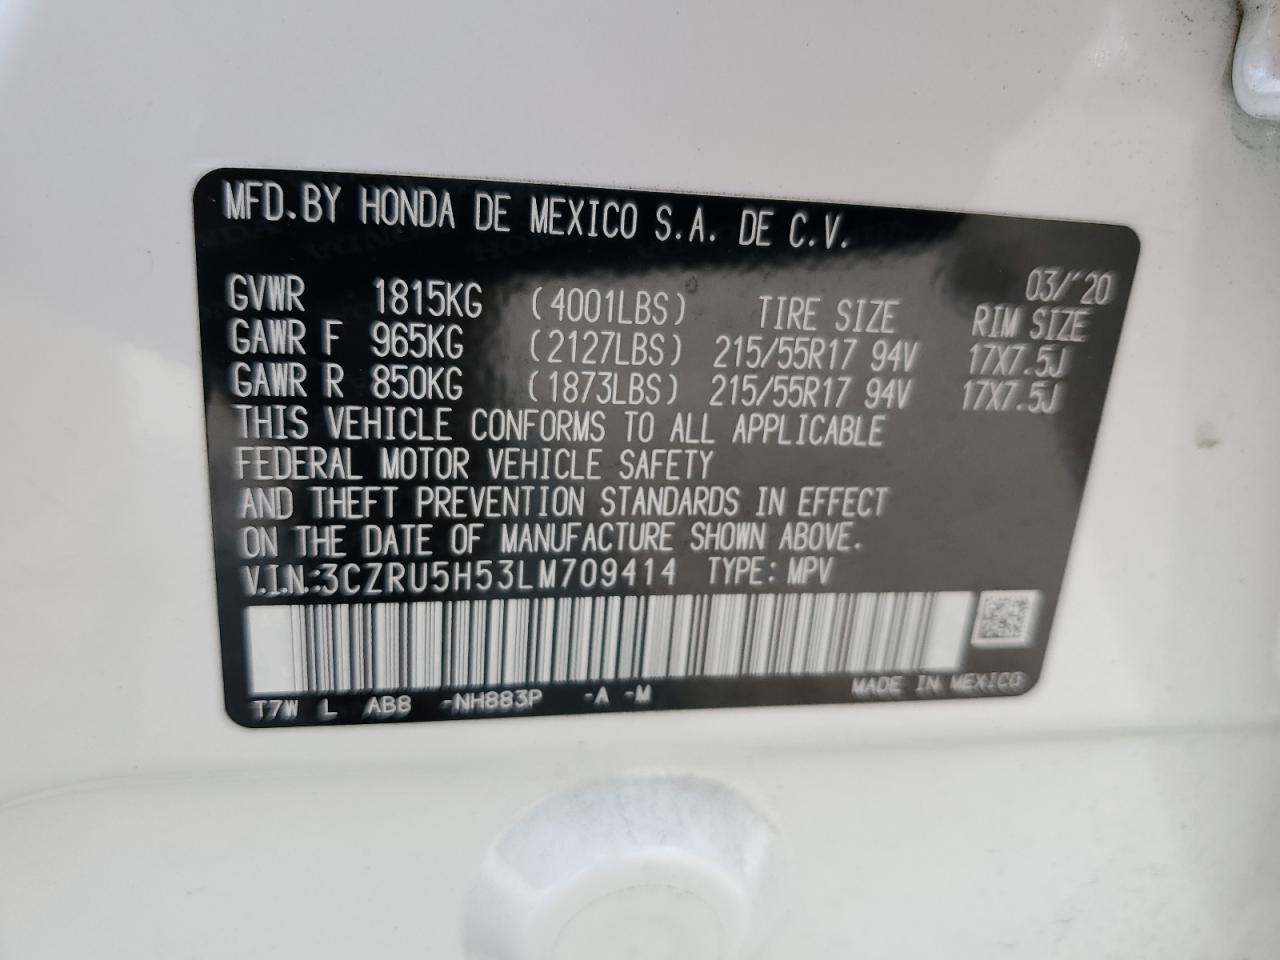 MFD. BY HONDA DE MEXICO S.A. DE C.V.
03/'20
GVWR 1815KG (4001LBS) TIRE SIZE RIM SIZE
GAWR F 965KG (2127LBS) 215/55R17 94V 17X7.5J
GAWR R 850KG (1873LBS) 215/55R17 94V 17X7.5J
THIS VEHICLE CONFORMS TO ALL APPLICABLE
FEDERAL MOTOR VEHICLE SAFETY
AND THEFT PREVENTION STANDARDS IN EFFECT
ON THE DATE OF MANUFACTURE SHOWN ABOVE.
V.I.N.:3CZRU5H53LM709414 TYPE: MPV
T7W L AB8 -NH883P -A -M MADE IN MEXICO